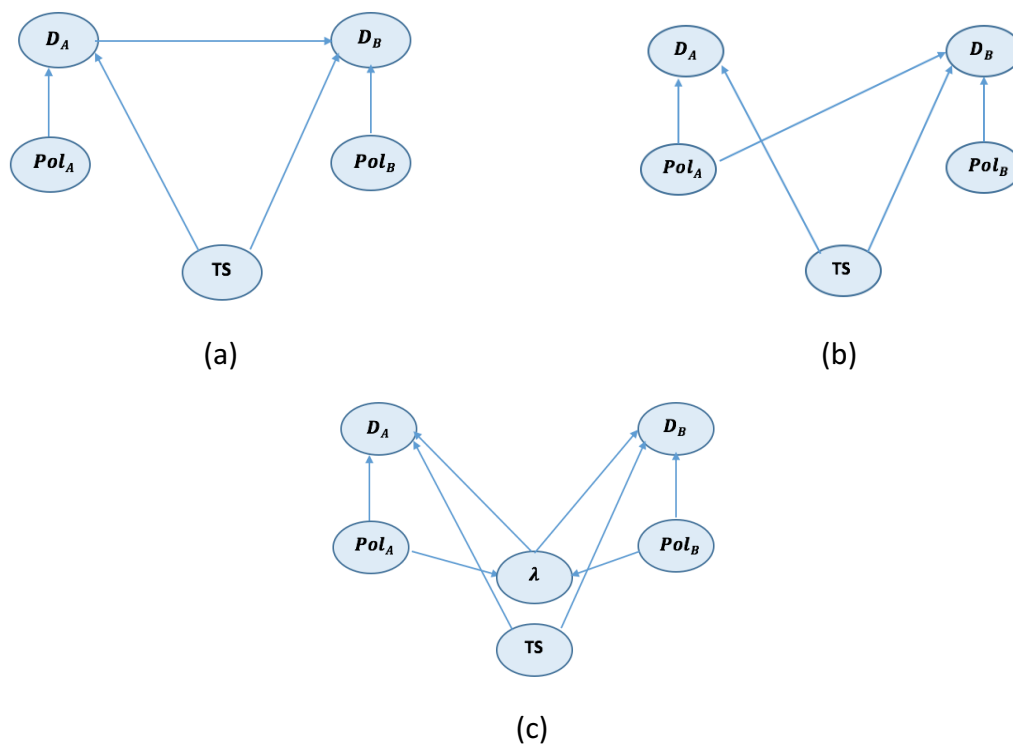 D_A D_B
Pol_A Pol_B
TS
(a)
D_A D_B
Pol_A Pol_B
TS
(b)
D_A D_B
Pol_A λ Pol_B
TS
(c)